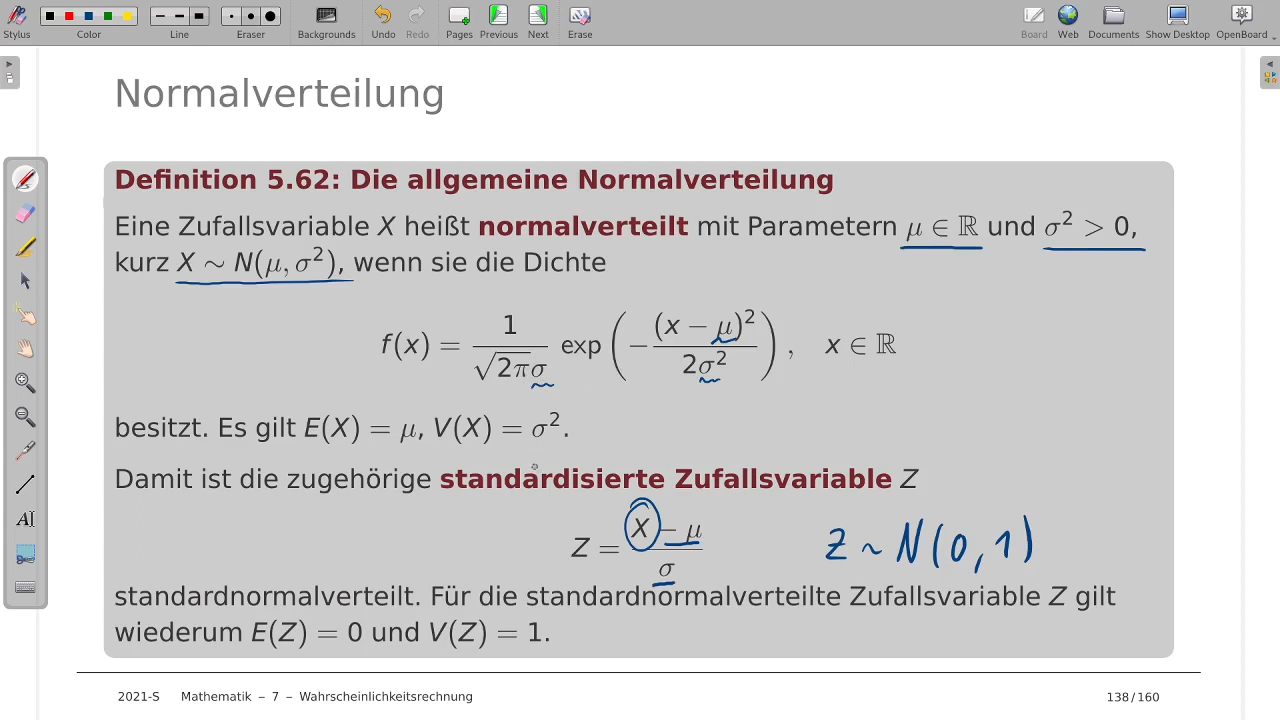 Stylus Color Line Eraser Backgrounds Undo Redo Pages Previous Next Erase Board Web Documents Show Desktop OpenBoard
Normalverteilung
Definition 5.62: Die allgemeine Normalverteilung
Eine Zufallsvariable X heißt normalverteilt mit Parametern μ ∈ ℝ und σ² > 0,
kurz X ∼ N(μ, σ²), wenn sie die Dichte
f(x) = 1/(√2π σ) exp(−(x − μ)²/(2σ²)), x ∈ ℝ
besitzt. Es gilt E(X) = μ, V(X) = σ².
Damit ist die zugehörige standardisierte Zufallsvariable Z
Z = (X − μ)/σ Z ~ N(0, 1)
standardnormalverteilt. Für die standardnormalverteilte Zufallsvariable Z gilt
wiederum E(Z) = 0 und V(Z) = 1.
2021-S Mathematik – 7 – Wahrscheinlichkeitsrechnung 138/160